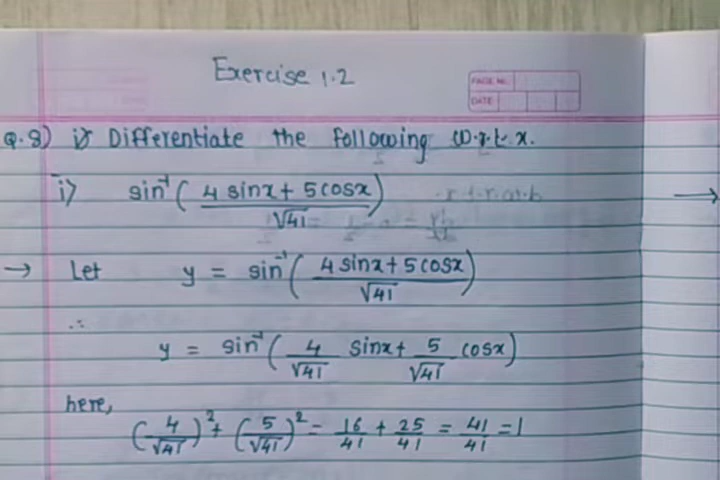 Exercise 1.2
PAGE No.
DATE
Q.8) i) Differentiate the following w.r.t. x.
i) sin⁻¹( (4 sinx + 5 cosx)/√41 )
→ Let y = sin⁻¹( (4 sinx + 5 cosx)/√41 )
∴
y = sin⁻¹( 4/√41 sinx + 5/√41 cosx )
here,
(4/√41)² + (5/√41)² = 16/41 + 25/41 = 41/41 = 1